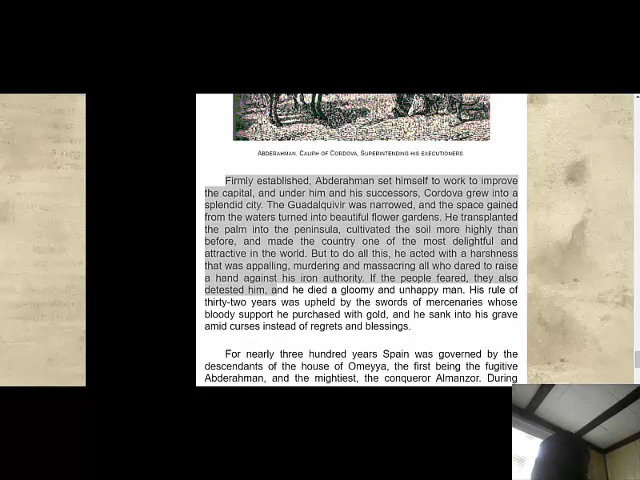 ABDERAHMAN, CALIPH OF CORDOVA, SUPERINTENDING HIS EXECUTIONERS.
Firmly established, Abderahman set himself to work to improve
the capital, and under him and his successors, Cordova grew into a
splendid city. The Guadalquivir was narrowed, and the space gained
from the waters turned into beautiful flower gardens. He transplanted
the palm into the peninsula, cultivated the soil more highly than
before, and made the country one of the most delightful and
attractive in the world. But to do all this, he acted with a harshness
that was appalling, murdering and massacring all who dared to raise
a hand against his iron authority. If the people feared, they also
detested him, and he died a gloomy and unhappy man. His rule of
thirty-two years was upheld by the swords of mercenaries whose
bloody support he purchased with gold, and he sank into his grave
amid curses instead of regrets and blessings.
For nearly three hundred years Spain was governed by the
descendants of the house of Omeyya, the first being the fugitive
Abderahman, and the mightiest, the conqueror Almanzor. During